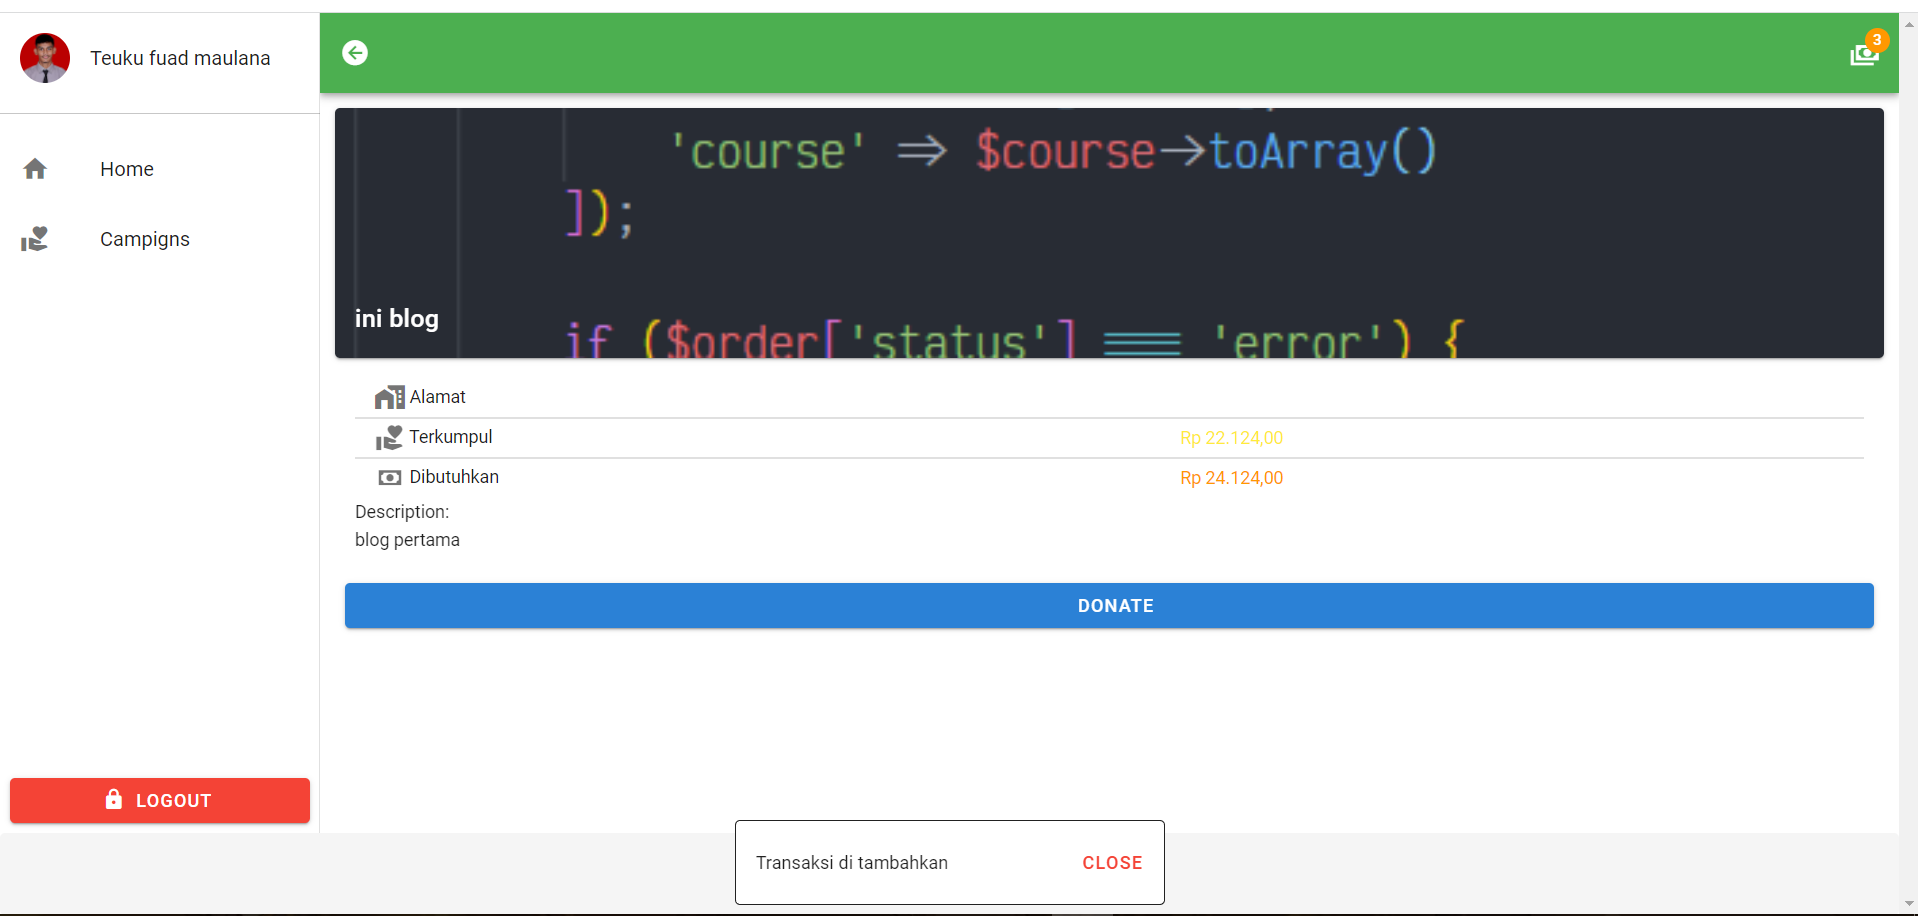 Teuku fuad maulana
3
Home
Campigns
'course' => $course->toArray()
]);
ini blog
if ($order['status'] === 'error') {
Alamat
Terkumpul Rp 22.124,00
Dibutuhkan Rp 24.124,00
Description:
blog pertama
DONATE
LOGOUT
Transaksi di tambahkan CLOSE